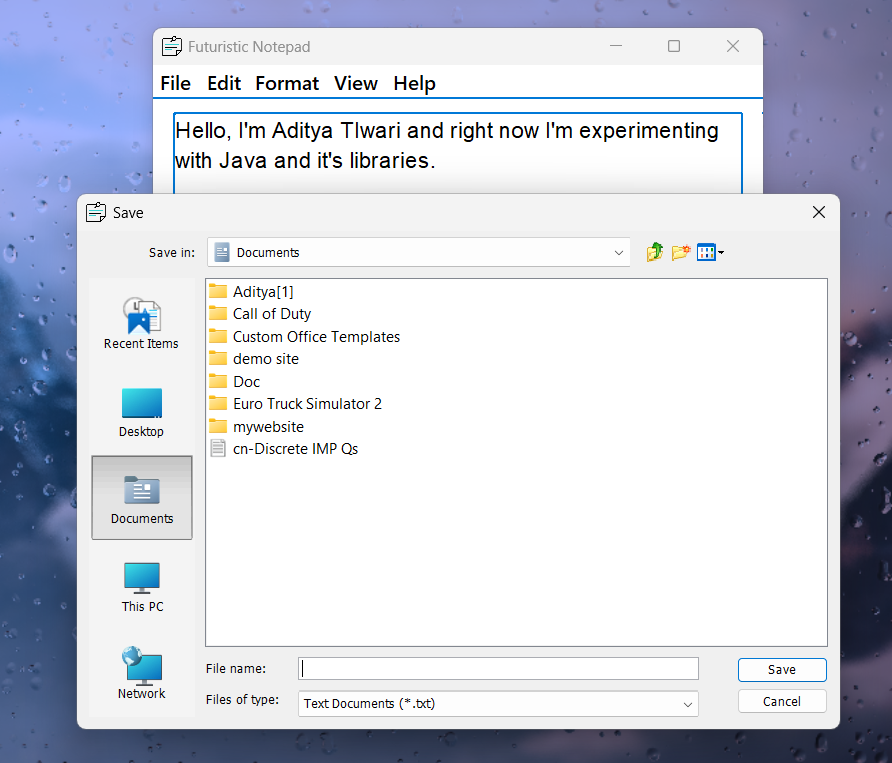 Futuristic Notepad
File Edit Format View Help
Hello, I'm Aditya TIwari and right now I'm experimenting
with Java and it's libraries.
Save
Save in: Documents
Recent Items
Desktop
Documents
This PC
Network
Aditya[1]
Call of Duty
Custom Office Templates
demo site
Doc
Euro Truck Simulator 2
mywebsite
cn-Discrete IMP Qs
File name:
Save
Files of type: Text Documents (*.txt)
Cancel